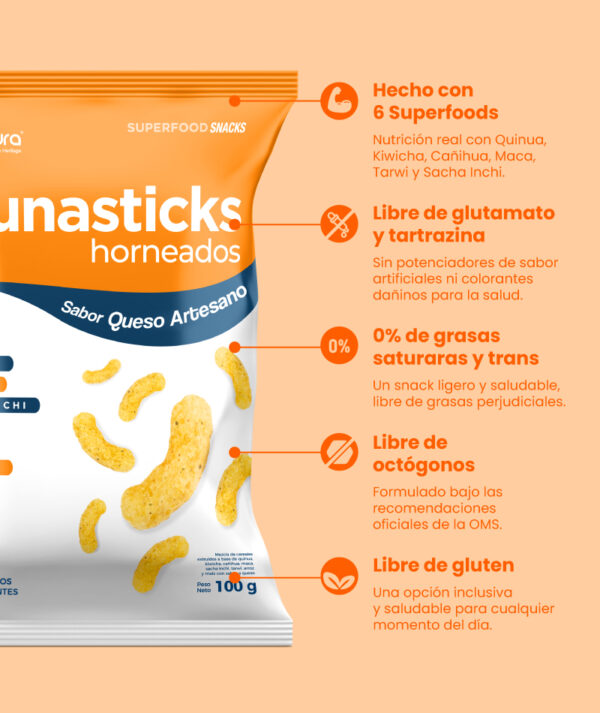 SUPERFOOD SNACKS
unasticks
horneados
Sabor Queso Artesano
CHI
Peso
Neto 100 g
Hecho con
6 Superfoods
Nutrición real con Quinua,
Kiwicha, Cañihua, Maca,
Tarwi y Sacha Inchi.
Libre de glutamato
y tartrazina
Sin potenciadores de sabor
artificiales ni colorantes
dañinos para la salud.
0%
0% de grasas
saturaras y trans
Un snack ligero y saludable,
libre de grasas perjudiciales.
Libre de
octógonos
Formulado bajo las
recomendaciones
oficiales de la OMS.
Libre de gluten
Una opción inclusiva
y saludable para cualquier
momento del día.